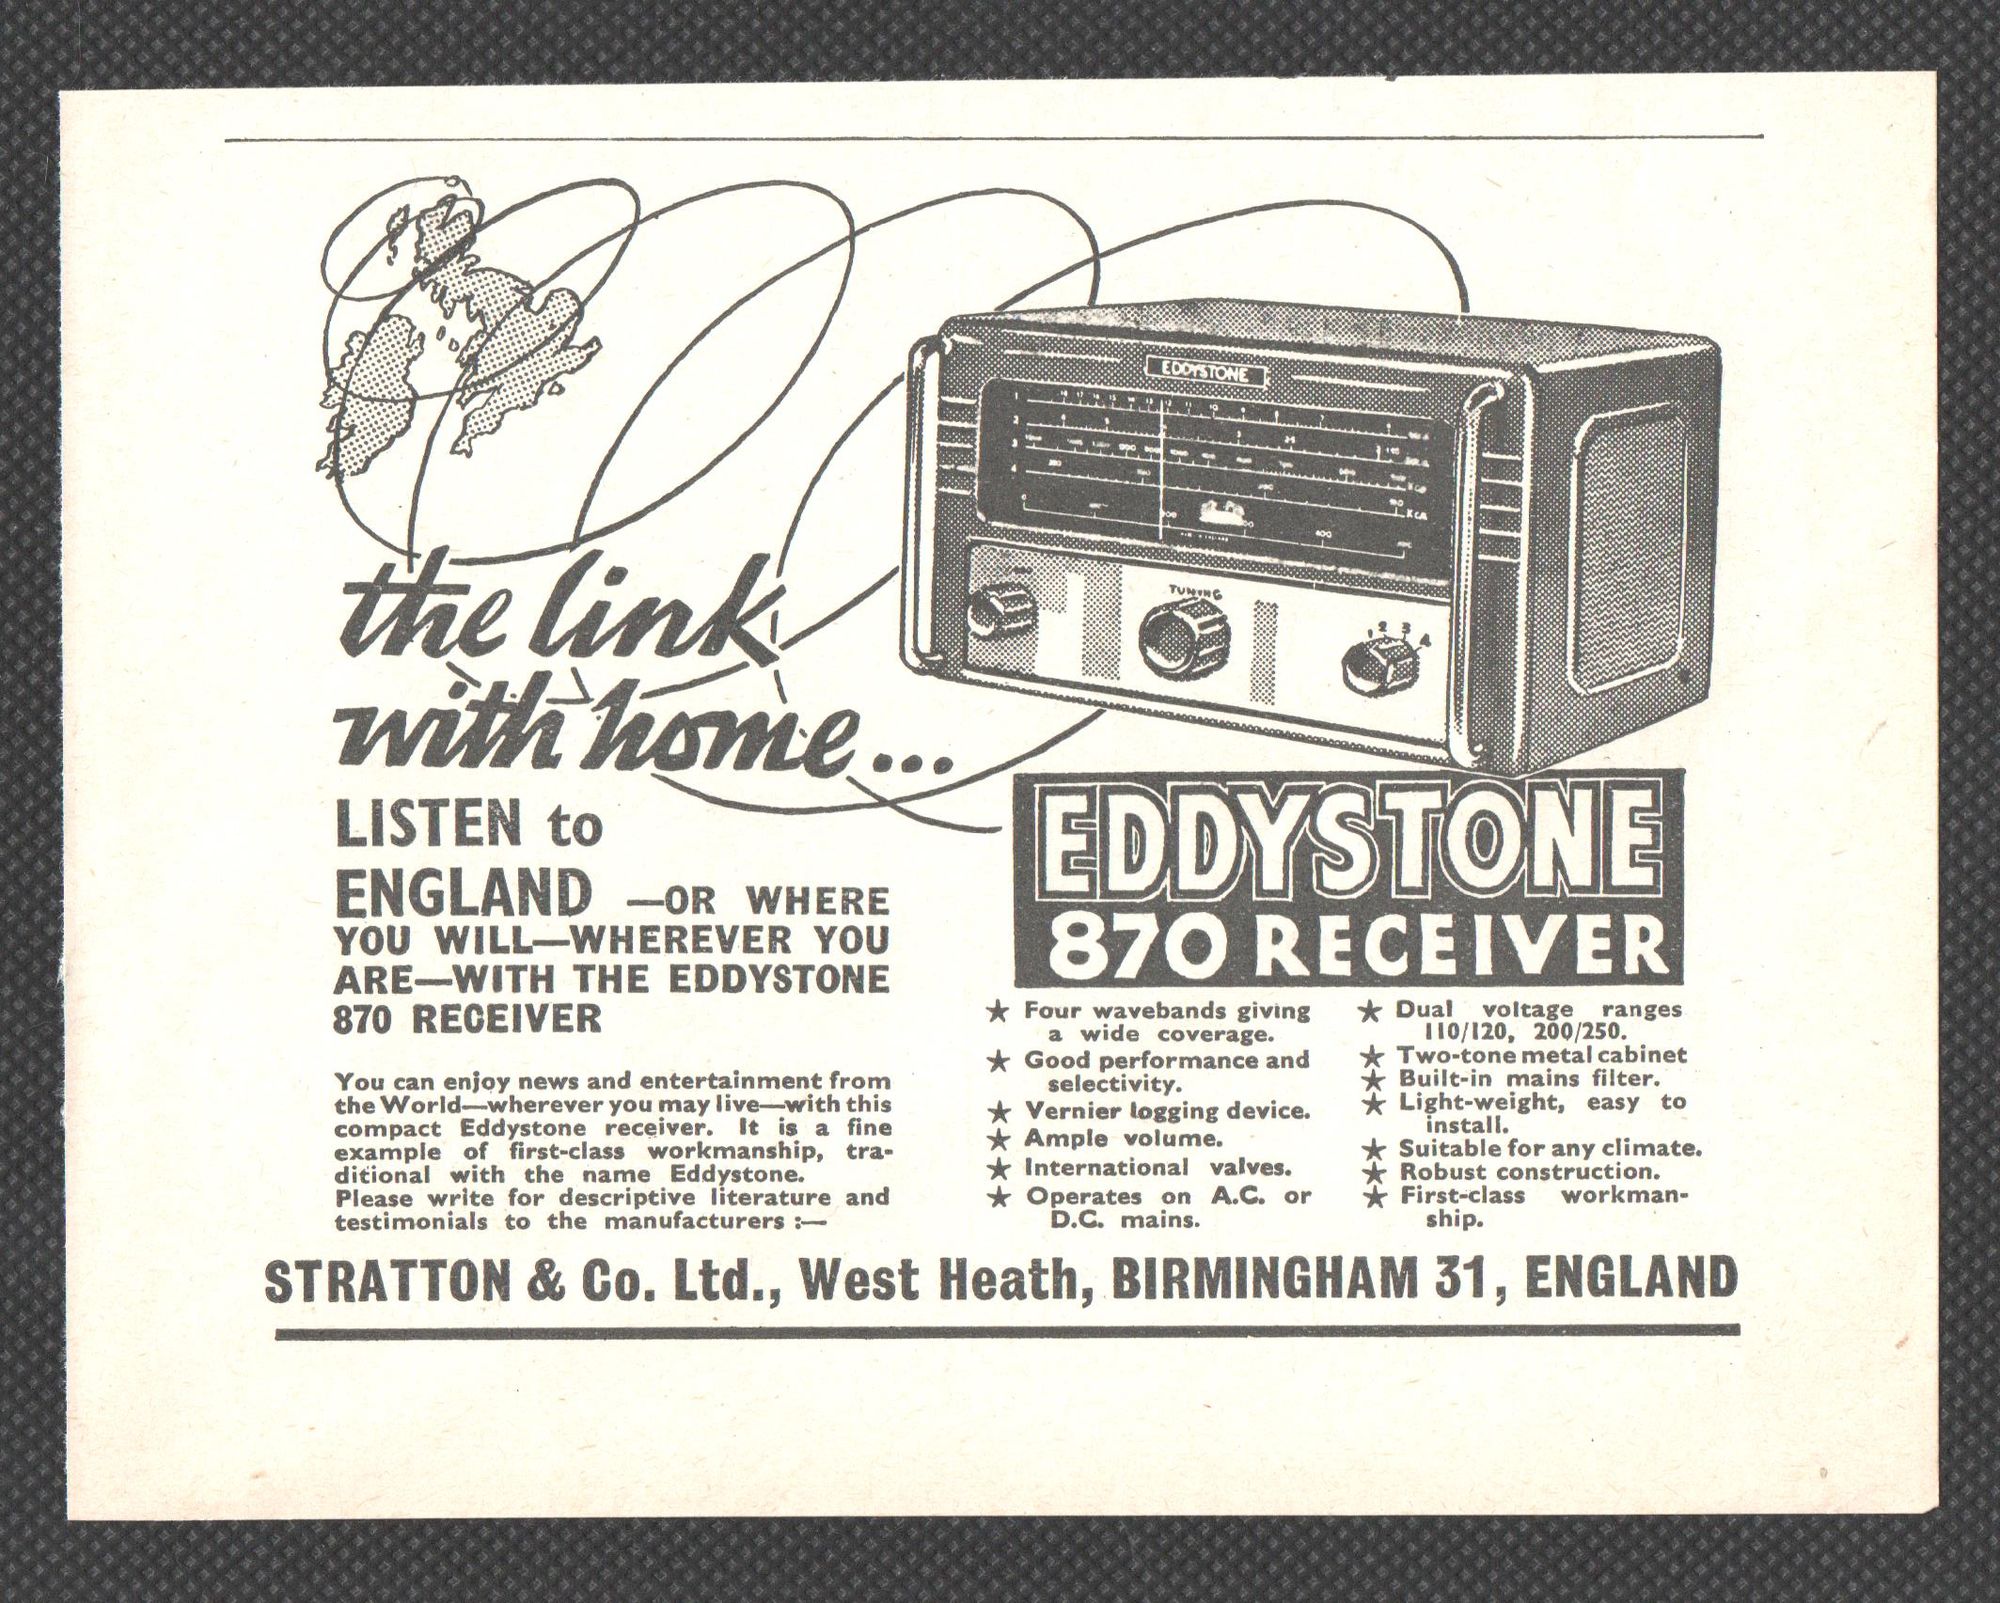 the link
with home...
LISTEN to
ENGLAND —OR WHERE
YOU WILL—WHEREVER YOU
ARE—WITH THE EDDYSTONE
870 RECEIVER
You can enjoy news and entertainment from
the World—wherever you may live—with this
compact Eddystone receiver. It is a fine
example of first-class workmanship, tra-
ditional with the name Eddystone.
Please write for descriptive literature and
testimonials to the manufacturers :—
EDDYSTONE
TUNING
1 2 3 4
EDDYSTONE
870 RECEIVER
★ Four wavebands giving
a wide coverage.
★ Good performance and
selectivity.
★ Vernier logging device.
★ Ample volume.
★ International valves.
★ Operates on A.C. or
D.C. mains.
★ Dual voltage ranges
110/120, 200/250.
★ Two-tone metal cabinet
★ Built-in mains filter.
★ Light-weight, easy to
install.
★ Suitable for any climate.
★ Robust construction.
★ First-class workman-
ship.
STRATTON & Co. Ltd., West Heath, BIRMINGHAM 31, ENGLAND